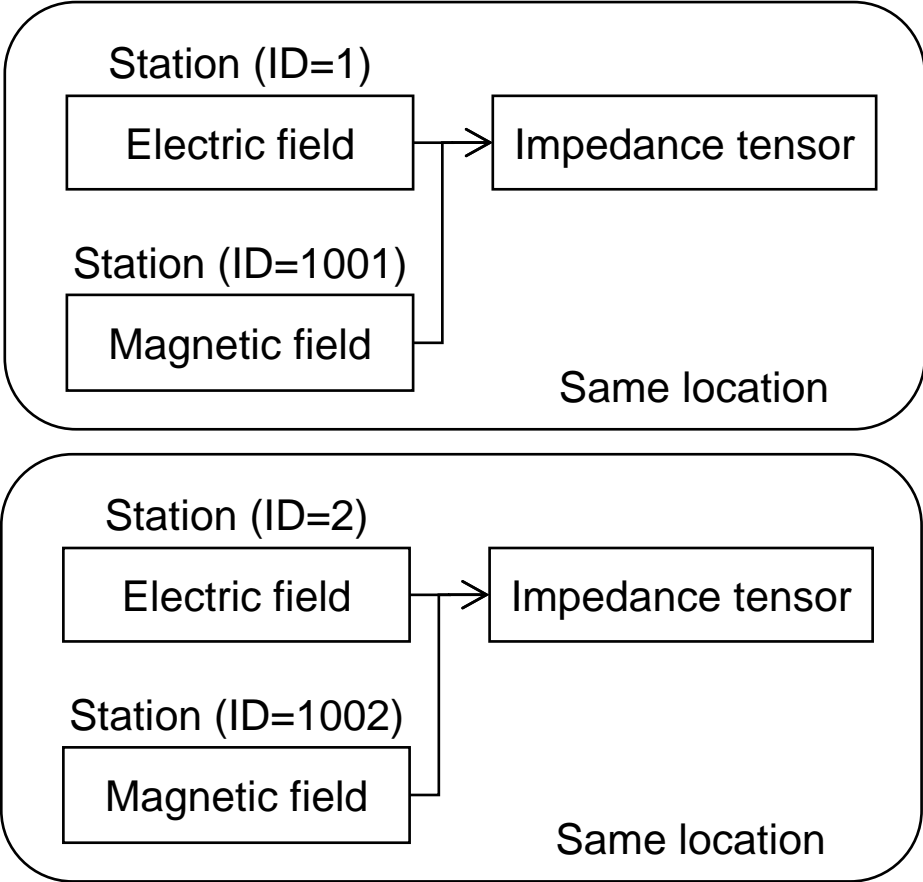 Station (ID=1)
Electric field
Impedance tensor
Station (ID=1001)
Magnetic field
Same location
Station (ID=2)
Electric field
Impedance tensor
Station (ID=1002)
Magnetic field
Same location